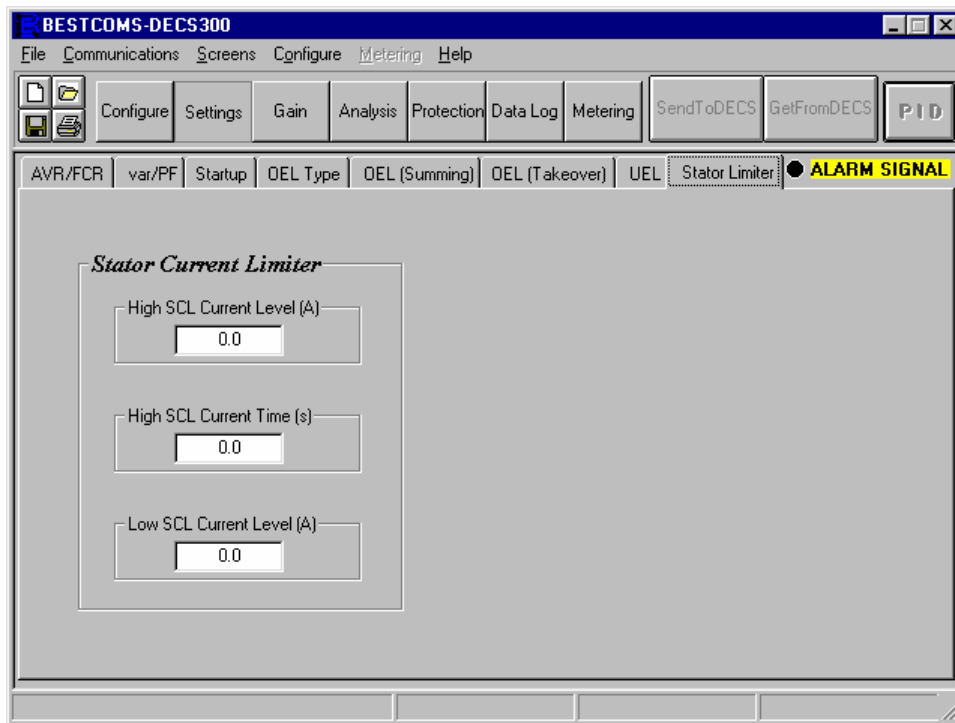 BESTCOMS-DECS300
File Communications Screens Configure Metering Help
Configure Settings Gain Analysis Protection Data Log Metering SendToDECS GetFromDECS PID
AVR/FCR var/PF Startup OEL Type OEL (Summing) OEL (Takeover) UEL Stator Limiter ALARM SIGNAL
Stator Current Limiter
High SCL Current Level (A)
0.0
High SCL Current Time (s)
0.0
Low SCL Current Level (A)
0.0